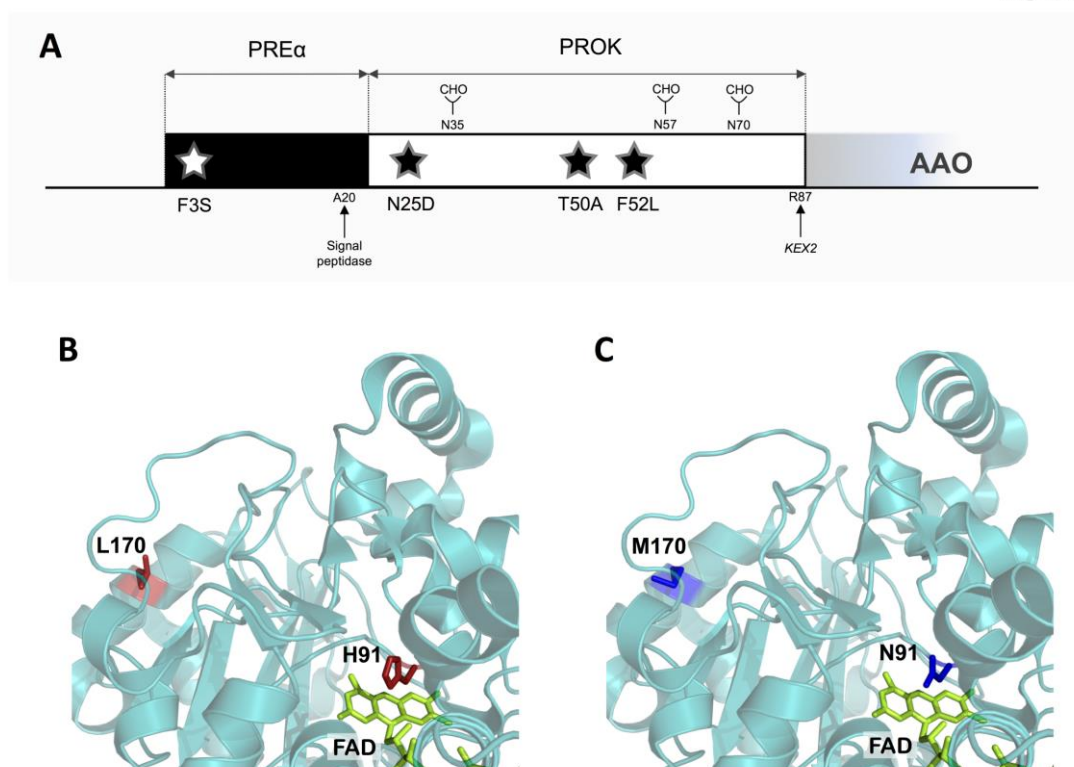 A
PREα
PROK
CHO
CHO
CHO
N35
N57
N70
AAO
F3S
A20
N25D
T50A
F52L
R87
Signal
peptidase
KEX2
B
C
L170
M170
H91
N91
FAD
FAD